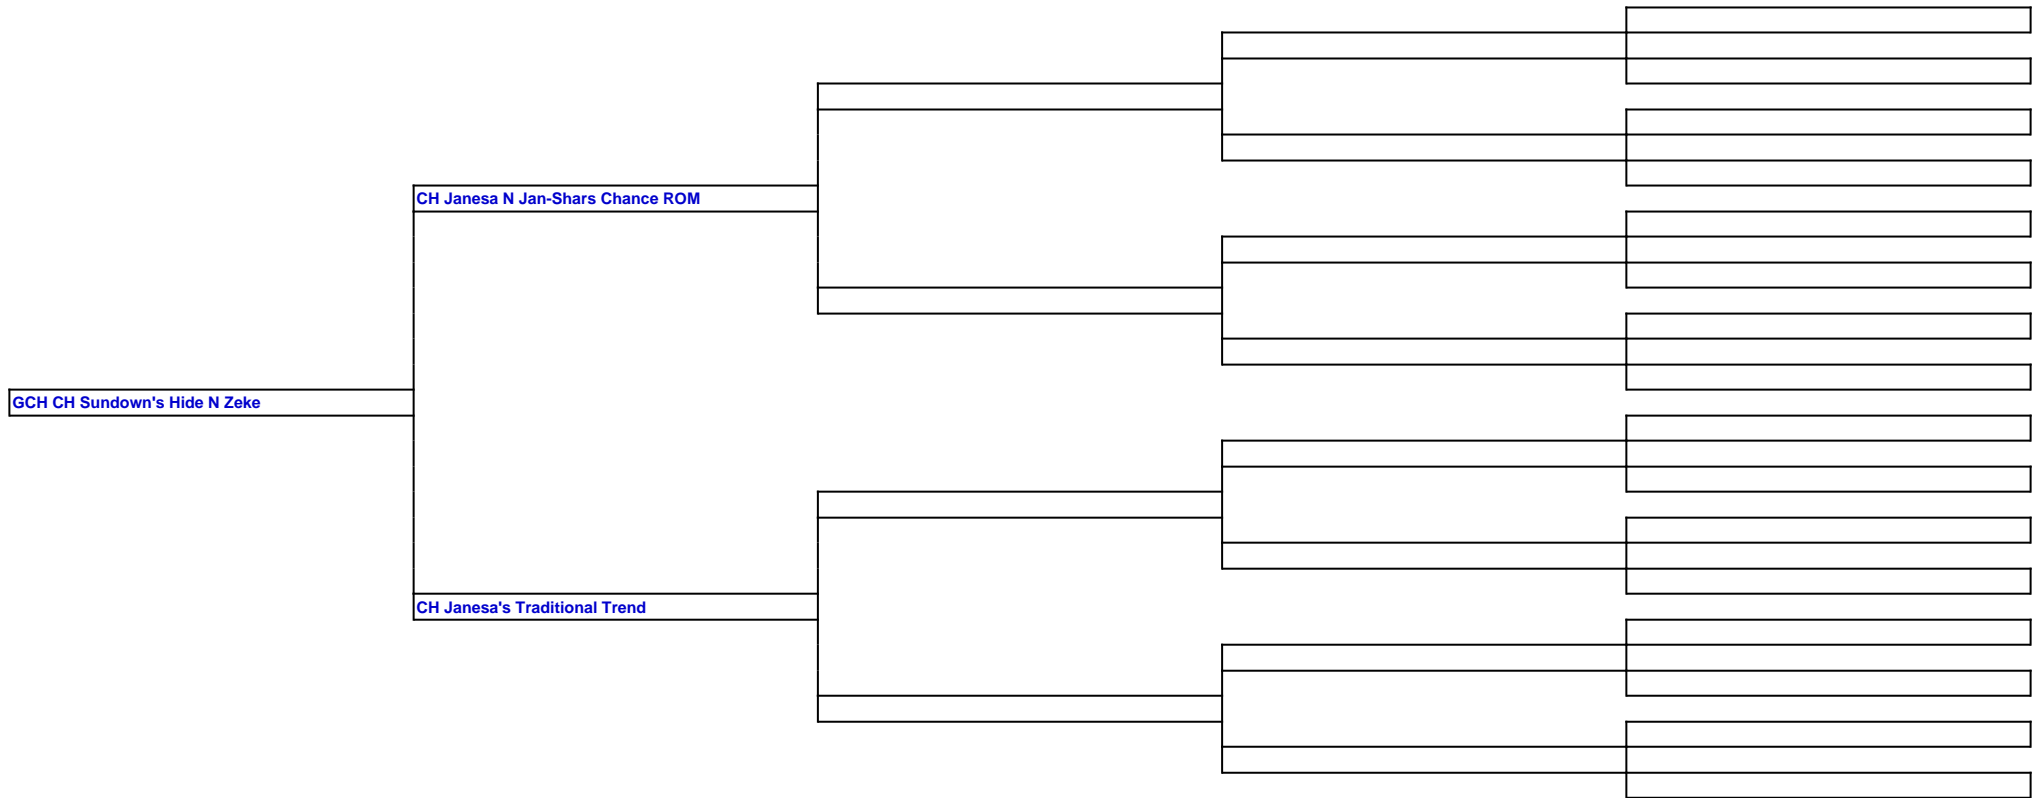 CH Janesa N Jan-Shars Chance ROM
GCH CH Sundown's Hide N Zeke
CH Janesa's Traditional Trend